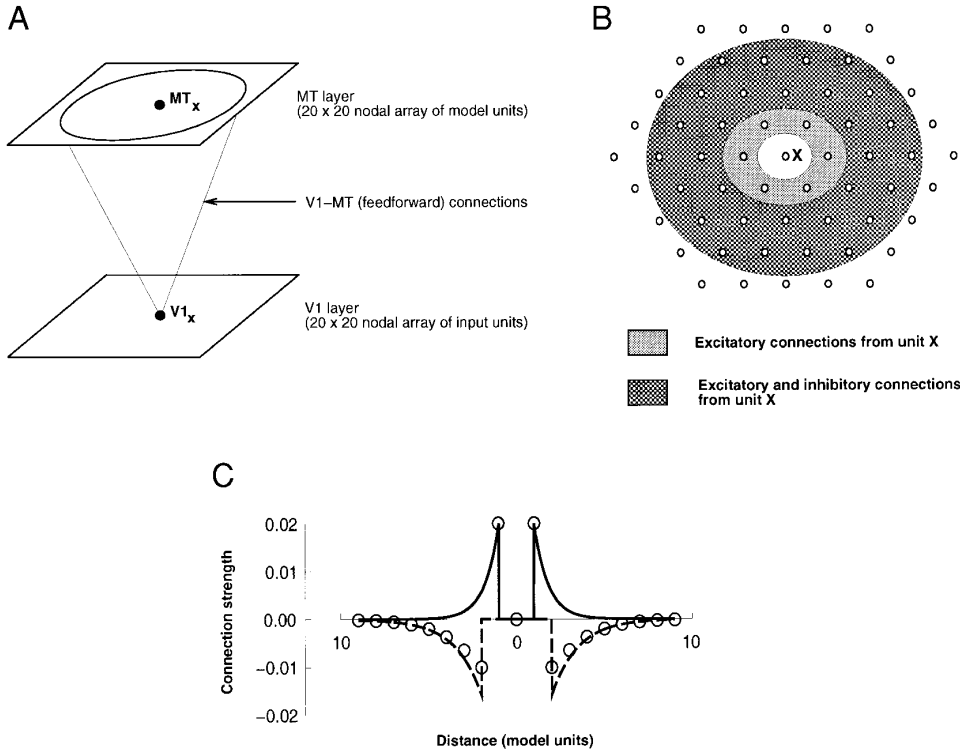 A
MT_x
MT layer
(20 x 20 nodal array of model units)
V1–MT (feedforward) connections
V1_x
V1 layer
(20 x 20 nodal array of input units)
B
X
Excitatory connections from unit X
Excitatory and inhibitory connections
from unit X
C
Connection strength
0.02
0.01
0.00
−0.01
−0.02
10
0
10
Distance (model units)